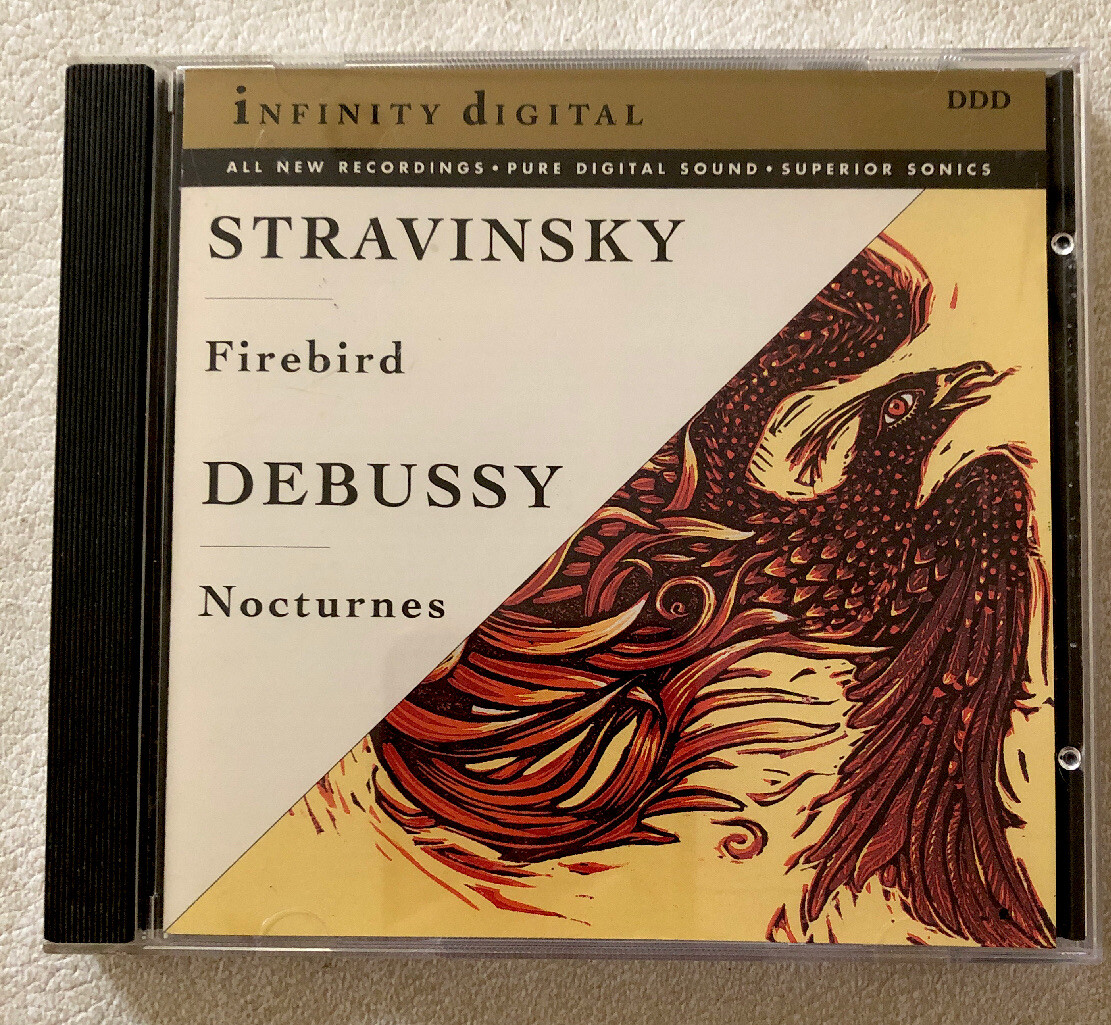 iNFINITY dIGITAL
DDD
ALL NEW RECORDINGS • PURE DIGITAL SOUND • SUPERIOR SONICS
STRAVINSKY
Firebird
DEBUSSY
Nocturnes